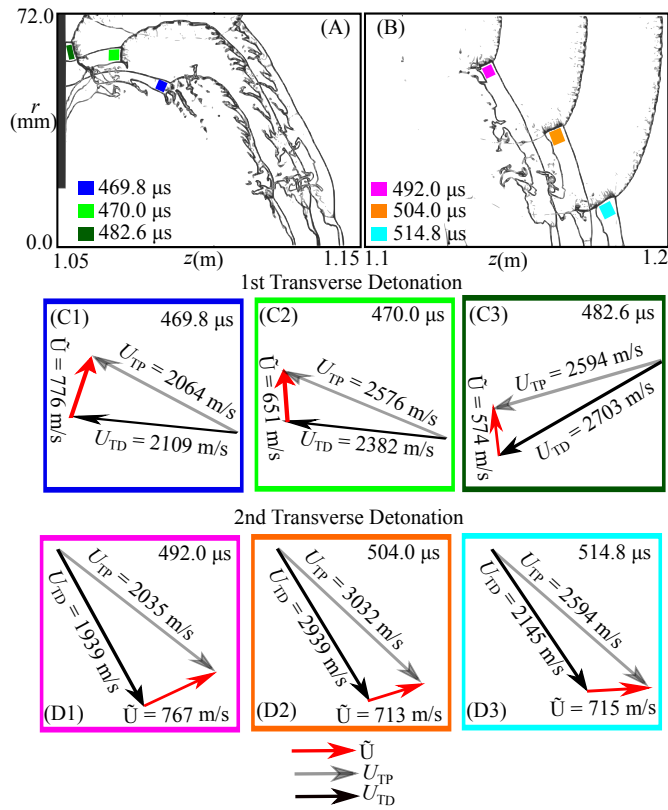 72.0
(A)
(B)
r
(mm)
469.8 μs
470.0 μs
482.6 μs
492.0 μs
504.0 μs
514.8 μs
0.0
1.05
z(m)
1.15
1.1
z(m)
1.2
1st Transverse Detonation
(C1)
469.8 μs
Ũ = 776 m/s
U_TP = 2064 m/s
U_TD = 2109 m/s
(C2)
470.0 μs
Ũ = 651 m/s
U_TP = 2576 m/s
U_TD = 2382 m/s
(C3)
482.6 μs
Ũ = 574 m/s
U_TP = 2594 m/s
U_TD = 2703 m/s
2nd Transverse Detonation
492.0 μs
U_TP = 2035 m/s
U_TD = 1939 m/s
(D1)
Ũ = 767 m/s
504.0 μs
U_TP = 3032 m/s
U_TD = 2939 m/s
(D2)
Ũ = 713 m/s
514.8 μs
U_TP = 2594 m/s
U_TD = 2145 m/s
(D3)
Ũ = 715 m/s
Ũ
U_TP
U_TD